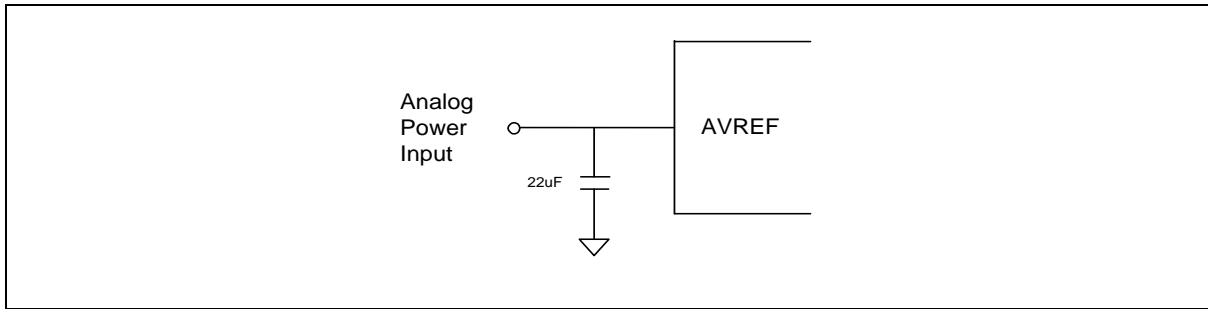 Analog
Power
Input
AVREF
22uF